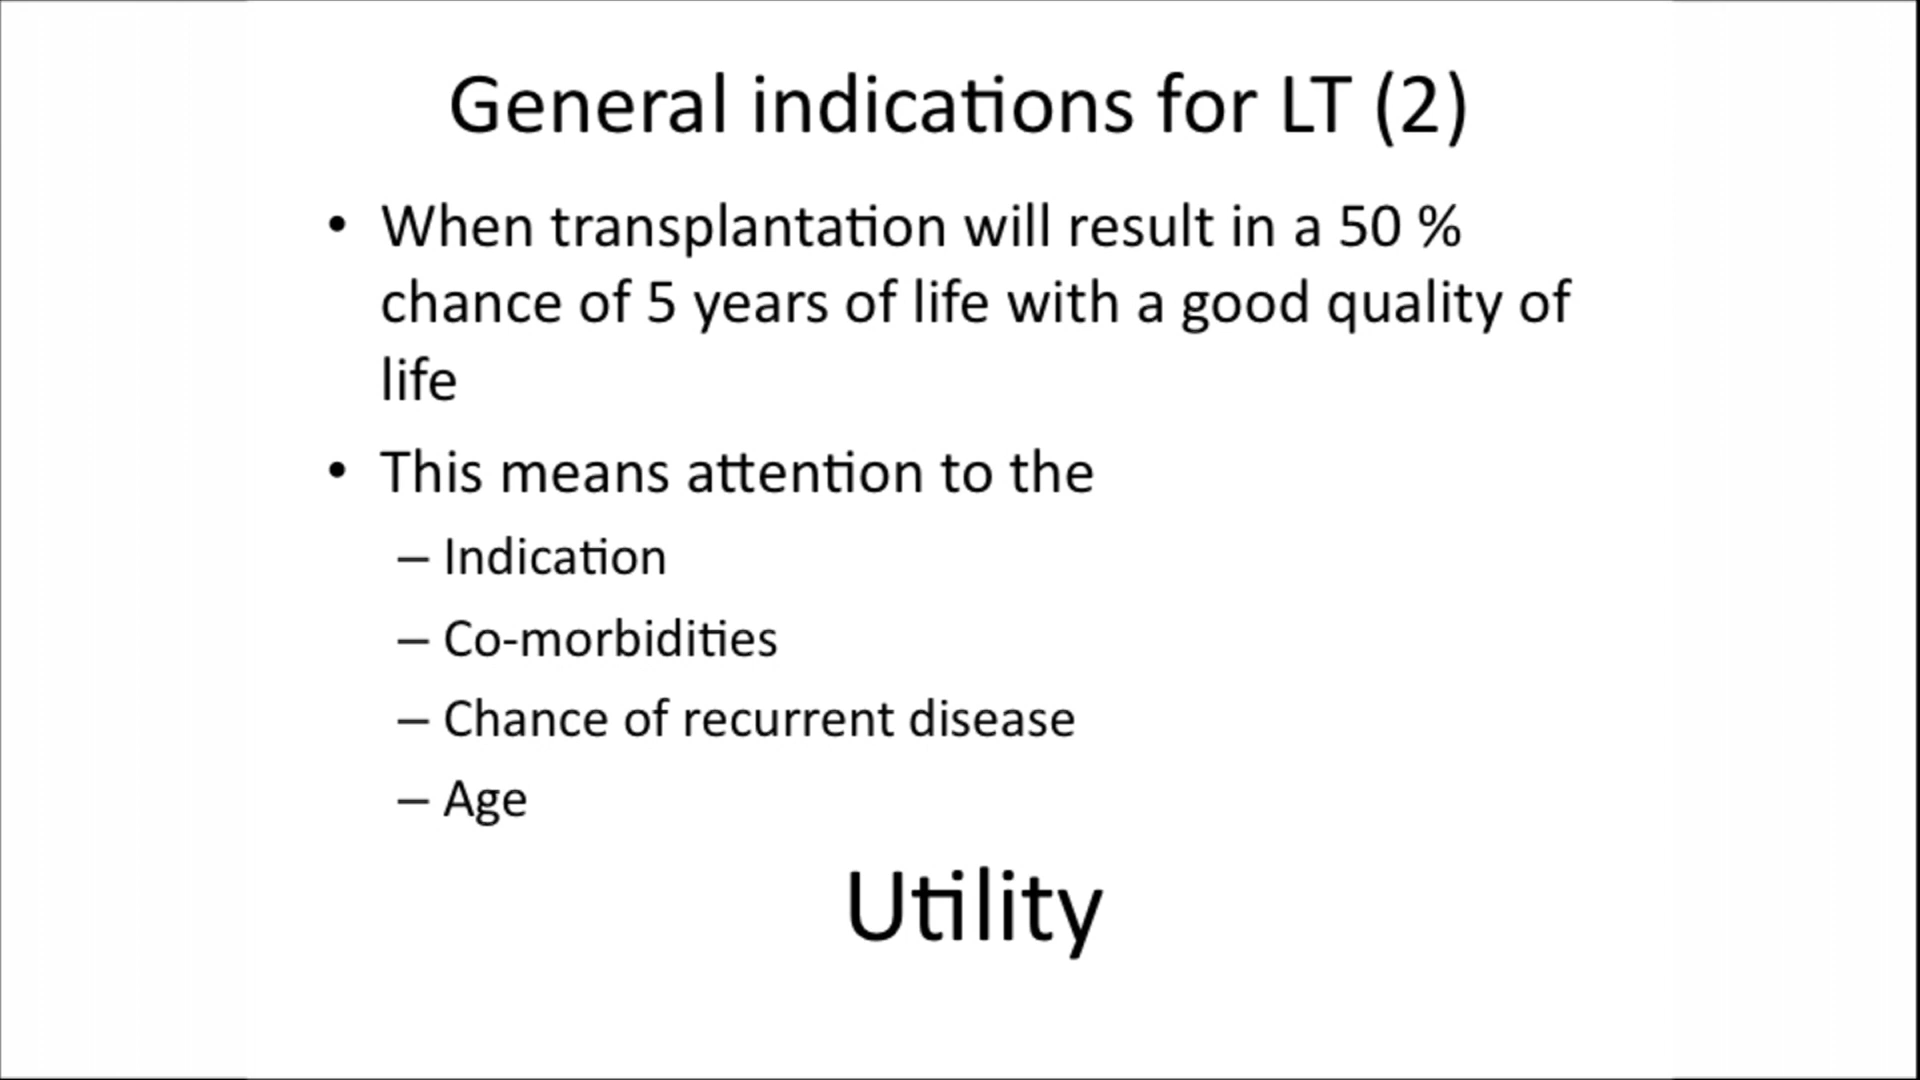 General indications for LT (2)
• When transplantation will result in a 50 %
chance of 5 years of life with a good quality of
life
• This means attention to the
– Indication
– Co-morbidities
– Chance of recurrent disease
– Age
Utility